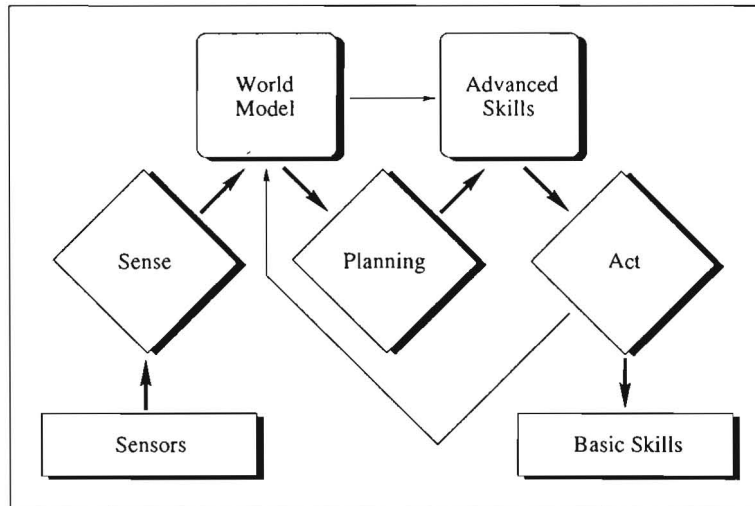 World
Model
Advanced
Skills
Sense
Planning
Act
Sensors
Basic Skills